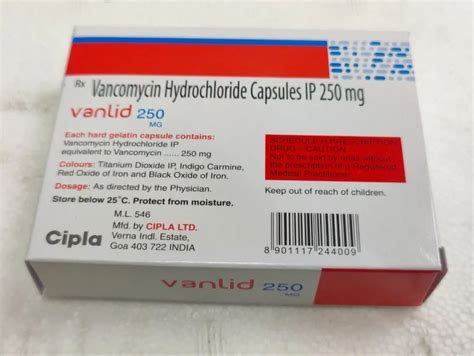 Rx Vancomycin Hydrochloride Capsules IP 250 mg
vanlid 250
MG
Each hard gelatin capsule contains:
Vancomycin Hydrochloride IP
equivalent to Vancomycin ...... 250 mg
Colours: Titanium Dioxide IP, Indigo Carmine,
Red Oxide of Iron and Black Oxide of Iron.
Dosage: As directed by the Physician.
Store below 25°C. Protect from moisture.
M.L. 546
Mfd. by CIPLA LTD.
Verna Indl. Estate,
Goa 403 722 INDIA
Cipla
SCHEDULE H PRESCRIPTION
DRUG - CAUTION
Not to be sold by retail without
the prescription of a Registered
Medical Practitioner.
Keep out of reach of children.
8 901117 244009
vanlid 250
MG